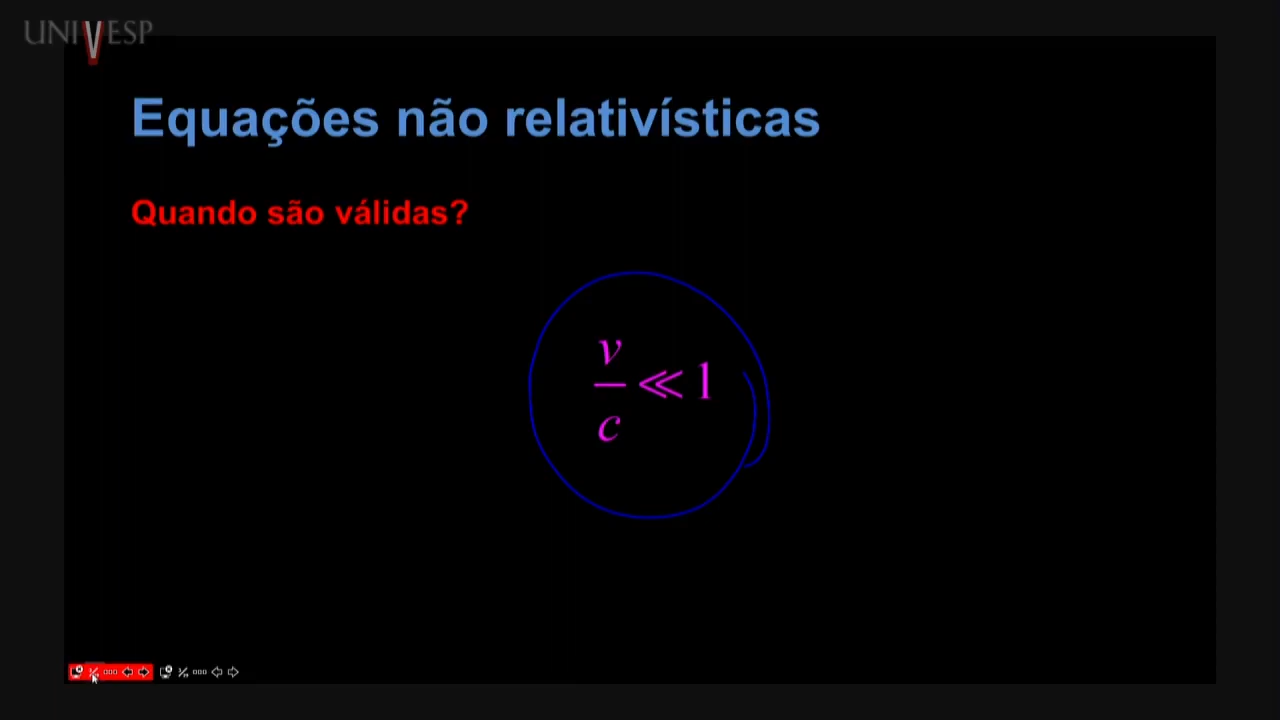 UNIVESP
Equações não relativísticas
Quando são válidas?
v
c
≪ 1